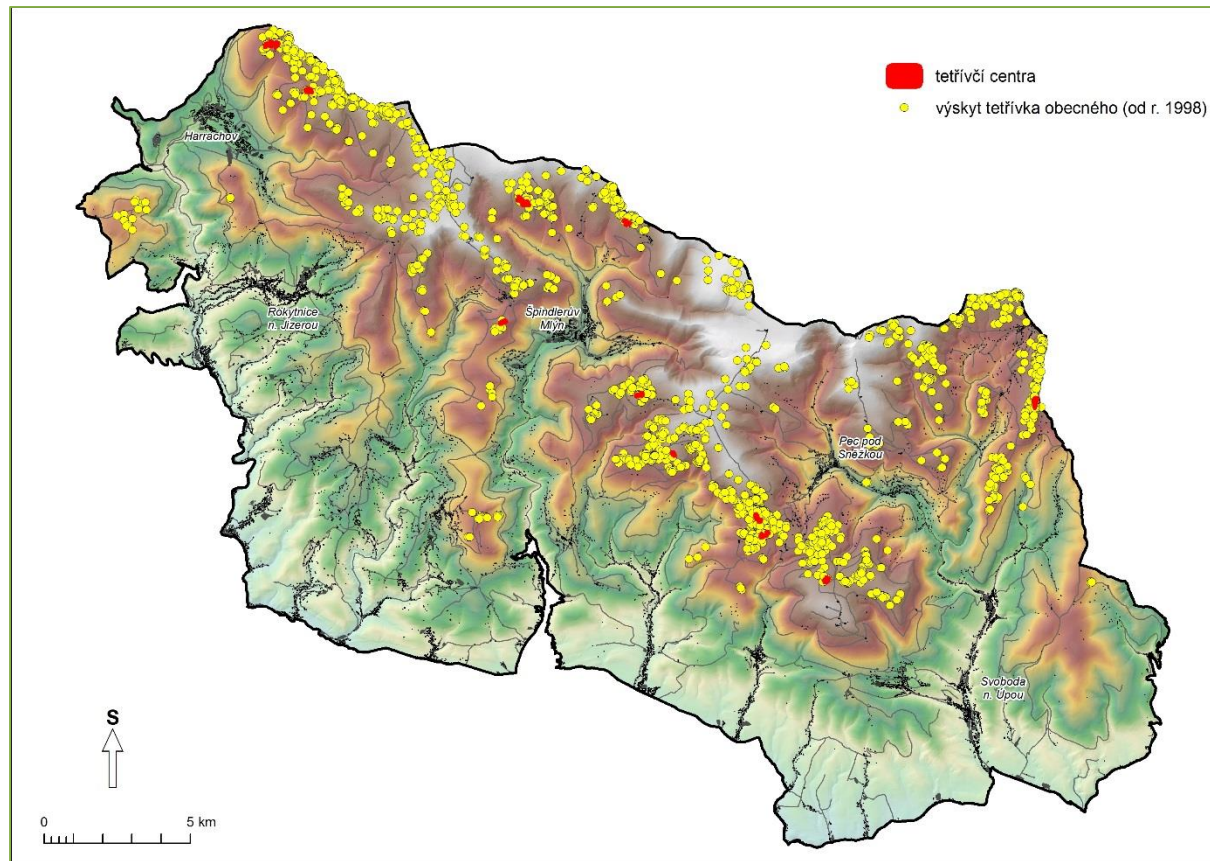 tetřívčí centra
výskyt tetřívka obecného (od r. 1998)
Harrachov
Rokytnice
n. Jizerou
Špindlerův
Mlýn
Pec pod
Sněžkou
Svoboda
n. Úpou
S
0
5 km